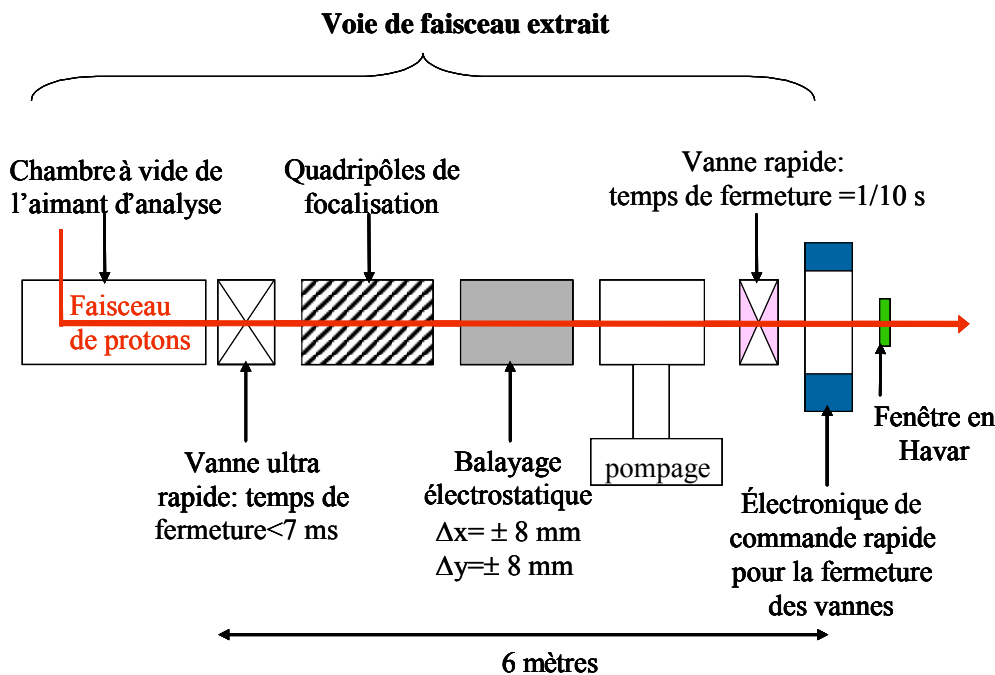 Voie de faisceau extrait
Chambre à vide de
l'aimant d'analyse
Quadripôles de
focalisation
Vanne rapide:
temps de fermeture =1/10 s
Faisceau
de protons
Vanne ultra
rapide: temps de
fermeture<7 ms
Balayage
électrostatique
Δx= ± 8 mm
Δy=± 8 mm
pompage
Fenêtre en
Havar
Électronique de
commande rapide
pour la fermeture
des vannes
6 mètres